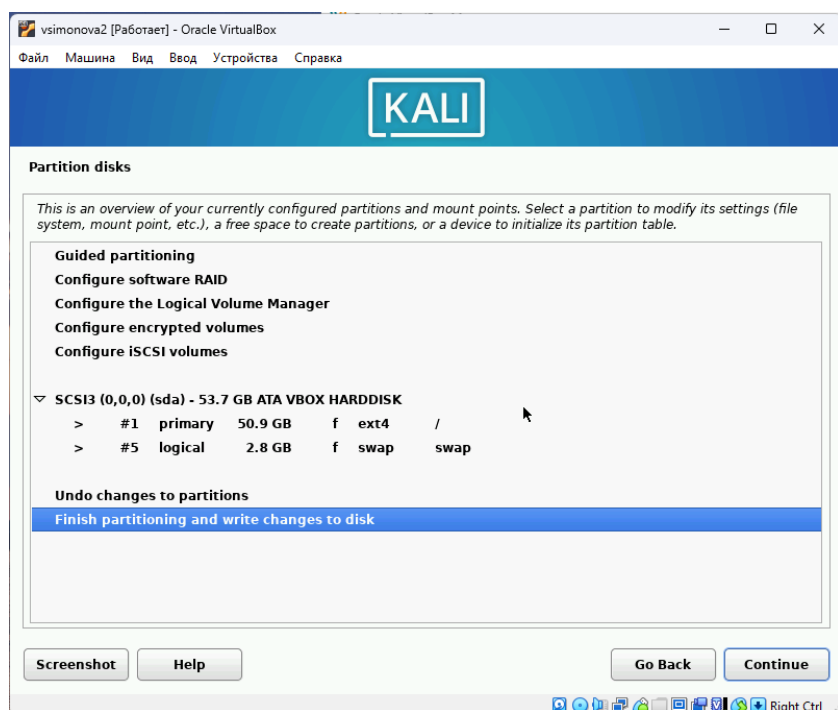 vsimonova2 [Работает] - Oracle VirtualBox
Файл Машина Вид Ввод Устройства Справка
KALI
Partition disks
This is an overview of your currently configured partitions and mount points. Select a partition to modify its settings (file
system, mount point, etc.), a free space to create partitions, or a device to initialize its partition table.
Guided partitioning
Configure software RAID
Configure the Logical Volume Manager
Configure encrypted volumes
Configure iSCSI volumes
SCSI3 (0,0,0) (sda) - 53.7 GB ATA VBOX HARDDISK
> #1 primary 50.9 GB f ext4 /
> #5 logical 2.8 GB f swap swap
Undo changes to partitions
Finish partitioning and write changes to disk
Screenshot Help Go Back Continue
Right Ctrl